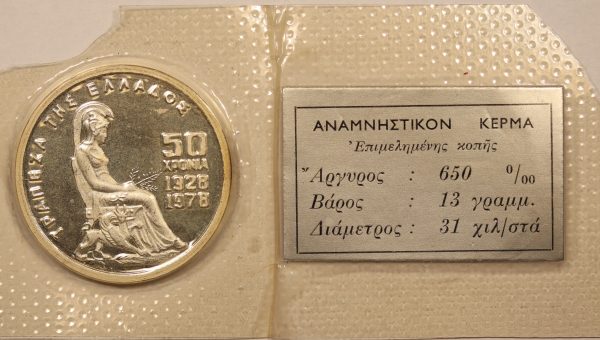 ΤΡΑΠΕΖΑ ΤΗΣ ΕΛΛΑΔΟΣ
50
ΧΡΟΝΙΑ
1928
1978
ΑΝΑΜΝΗΣΤΙΚΟΝ ΚΕΡΜΑ
Ἐπιμελημένης κοπῆς
Ἄργυρος : 650 º/₀₀
Βάρος : 13 γραμμ.
Διάμετρος : 31 χιλ/στά